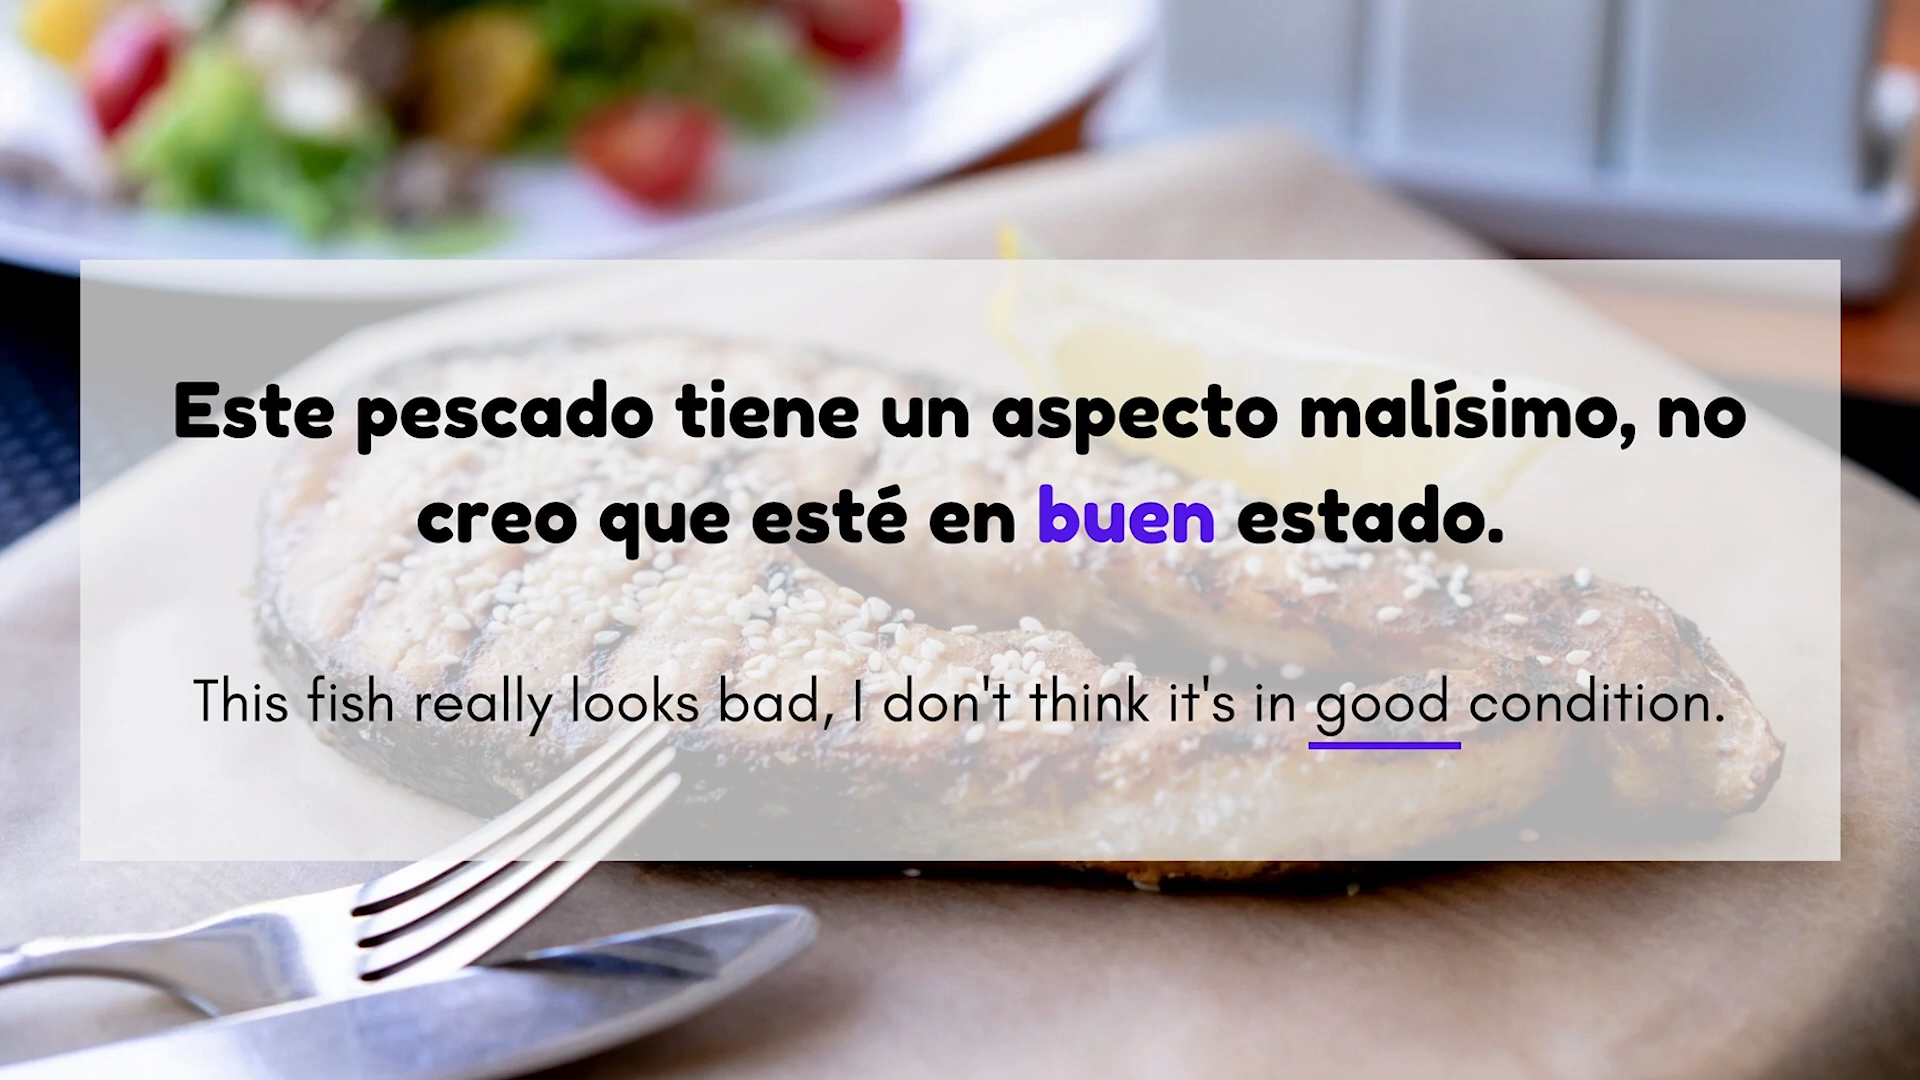 Este pescado tiene un aspecto malísimo, no
creo que esté en buen estado.
This fish really looks bad, I don't think it's in good condition.